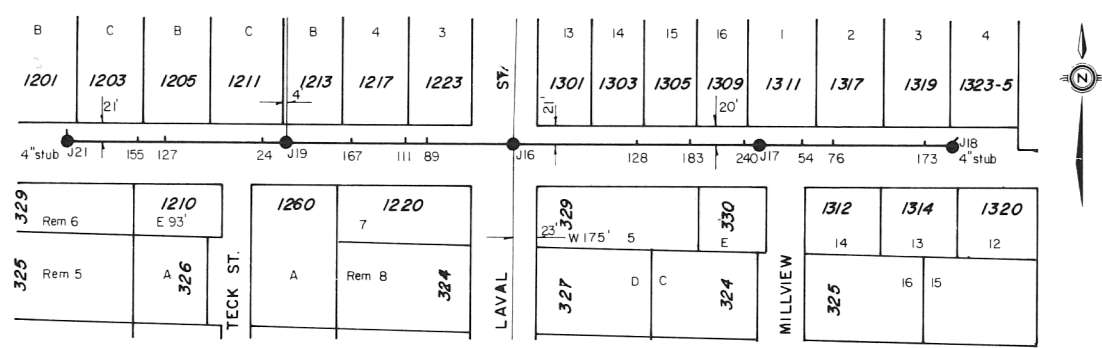 B C B C B 4 3 13 14 15 16 1 2 3 4
1201 1203 1205 1211 1213 1217 1223 ST. 1301 1303 1305 1309 1311 1317 1319 1323-5
N
21' 4' 21' 20'
4" stub J21 155 127 24 J19 167 111 89 J16 128 183 240 J17 54 76 173 J18 4" stub
329 1210 1260 1220 329 330 1312 1314 1320
Rem 6 E 93' 7 23' W 175' 5 E 14 13 12
325 Rem 5 A 326 TECK ST. A Rem 8 324 LAVAL 327 D C 324 MILLVIEW 325 16 15